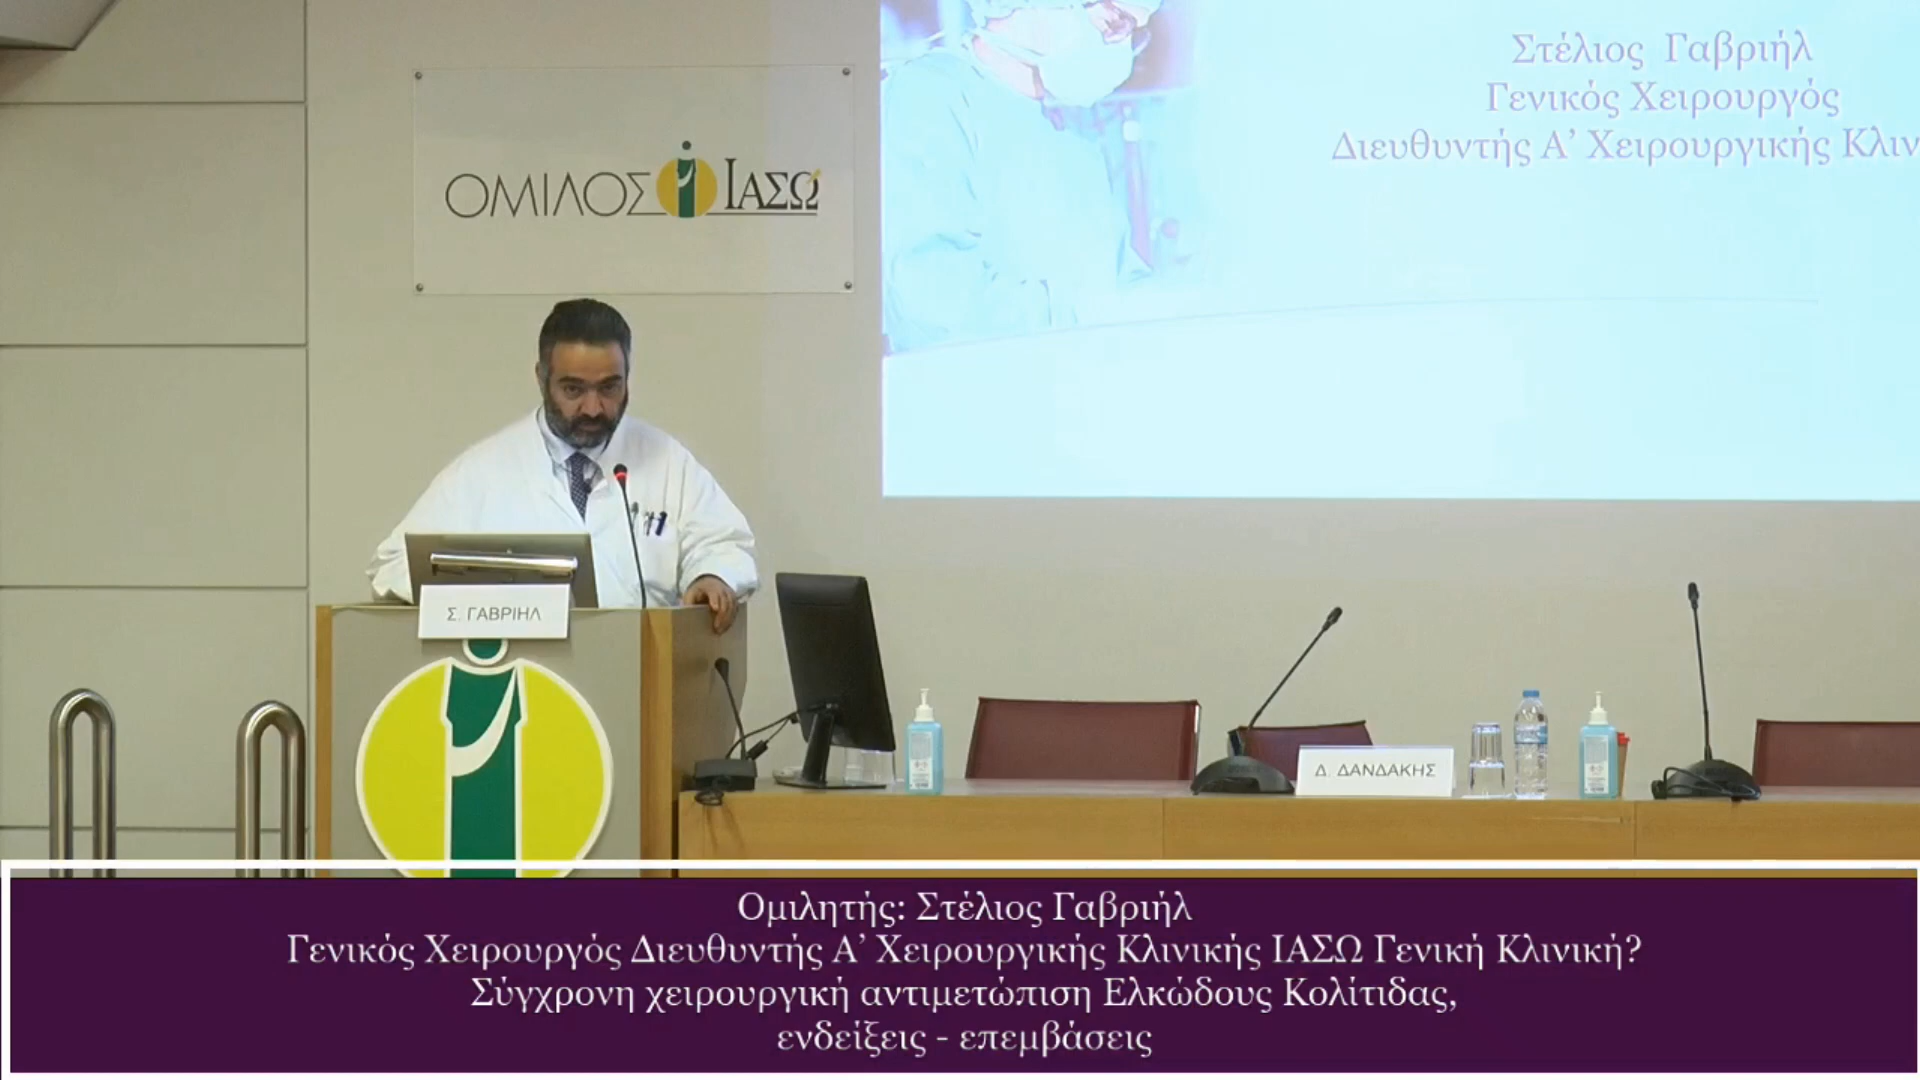 Στέλιος Γαβριήλ
Γενικός Χειρουργός
Διευθυντής Α’ Χειρουργικής Κλιν
ΟΜΙΛΟΣ ΙΑΣΩ
Σ. ΓΑΒΡΙΗΛ
Δ. ΔΑΝΔΑΚΗΣ
Ομιλητής: Στέλιος Γαβριήλ
Γενικός Χειρουργός Διευθυντής Α’ Χειρουργικής Κλινικής ΙΑΣΩ Γενική Κλινική?
Σύγχρονη χειρουργική αντιμετώπιση Ελκώδους Κολίτιδας,
ενδείξεις - επεμβάσεις